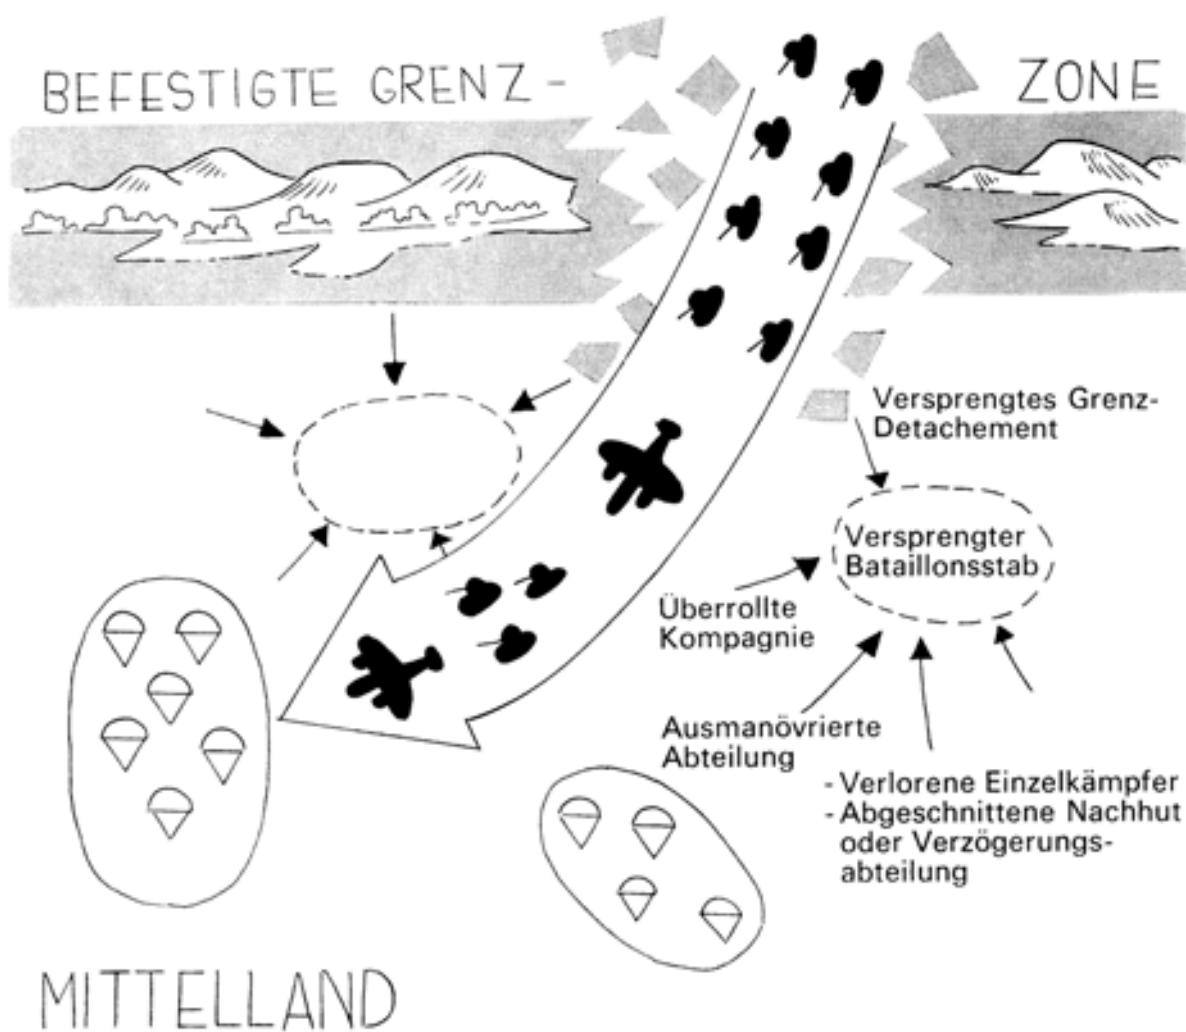 BEFESTIGTE GRENZ- ZONE
Versprengtes Grenz-
Detachement
Versprengter
Bataillonsstab
Überrollte
Kompagnie
Ausmanövrierte
Abteilung
- Verlorene Einzelkämpfer
- Abgeschnittene Nachhut
oder Verzögerungs-
abteilung
MITTELLAND